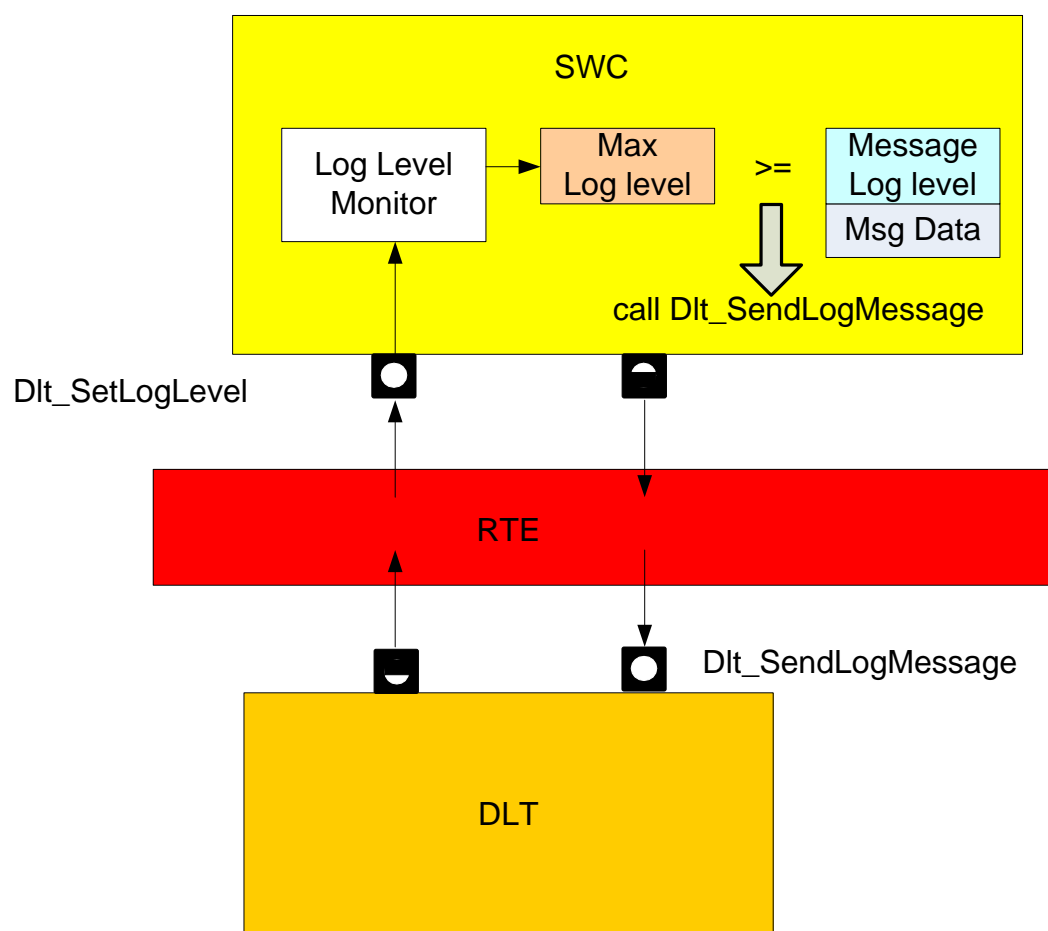 SWC
Log Level
Monitor
Max
Log level
>=
Message
Log level
Msg Data
call Dlt_SendLogMessage
Dlt_SetLogLevel
RTE
Dlt_SendLogMessage
DLT